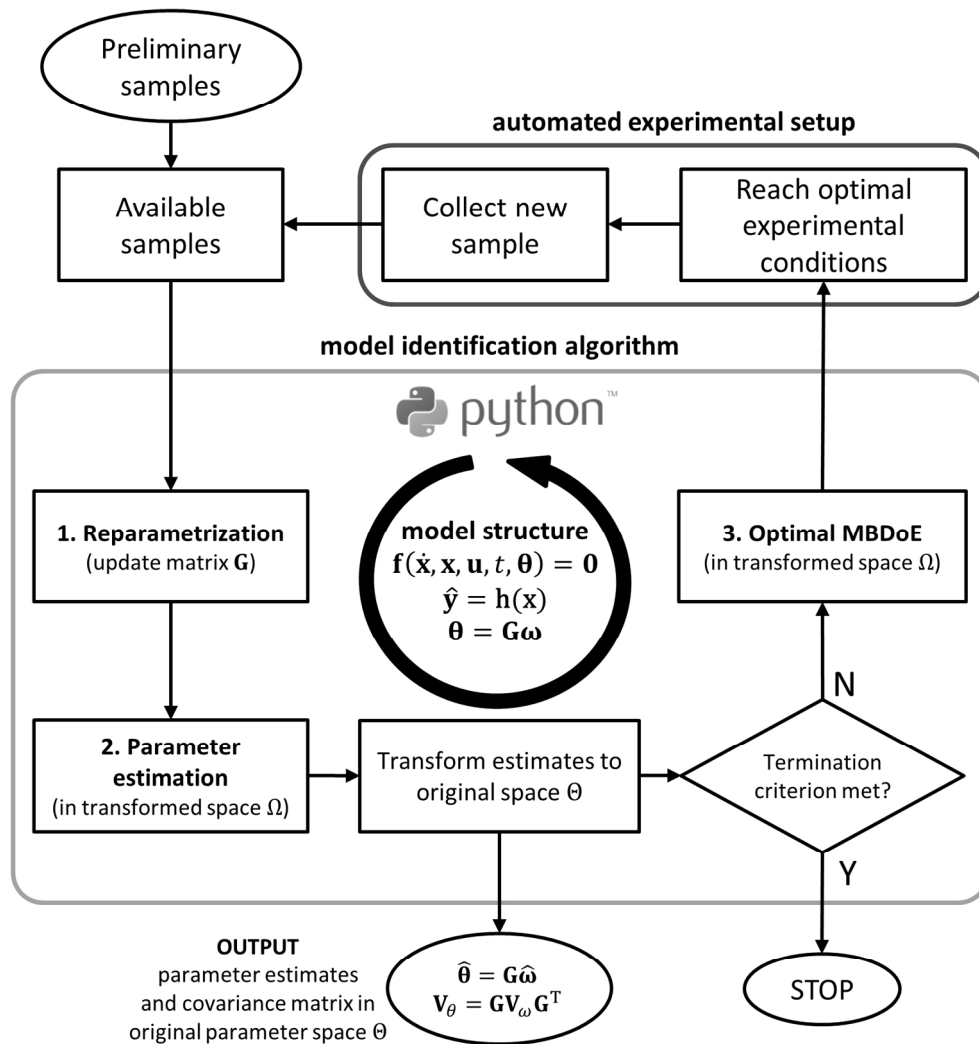 Preliminary
samples
automated experimental setup
Available
samples
Collect new
sample
Reach optimal
experimental
conditions
model identification algorithm
python™
1. Reparametrization
(update matrix G)
model structure
f(ẋ, x, u, t, θ) = 0
ŷ = h(x)
θ = Gω
3. Optimal MBDoE
(in transformed space Ω)
2. Parameter
estimation
(in transformed space Ω)
Transform estimates to
original space Θ
Termination
criterion met?
N
Y
OUTPUT
parameter estimates
and covariance matrix in
original parameter space Θ
θ̂ = Gω̂
V_θ = GV_ωG^T
STOP